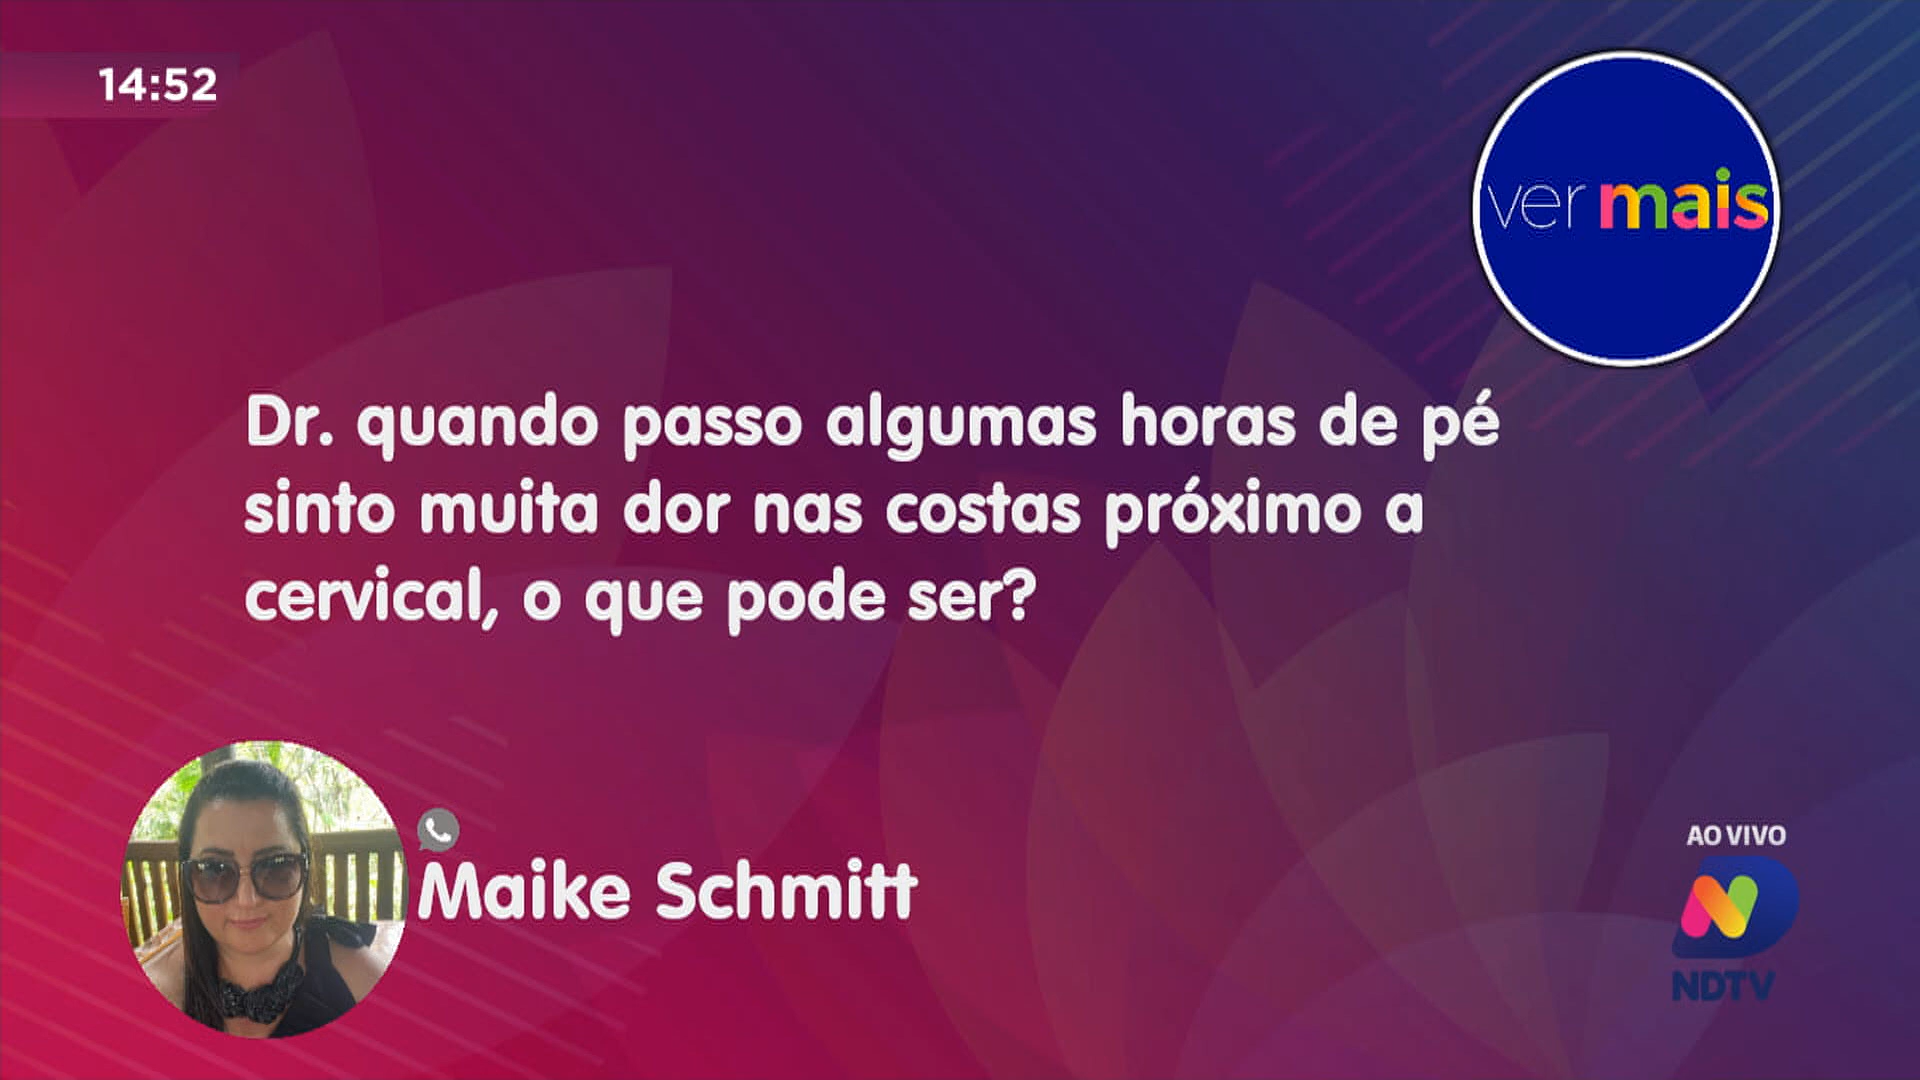 14:52
ver mais
Dr. quando passo algumas horas de pé
sinto muita dor nas costas próximo a
cervical, o que pode ser?
Maike Schmitt
AO VIVO
NDTV